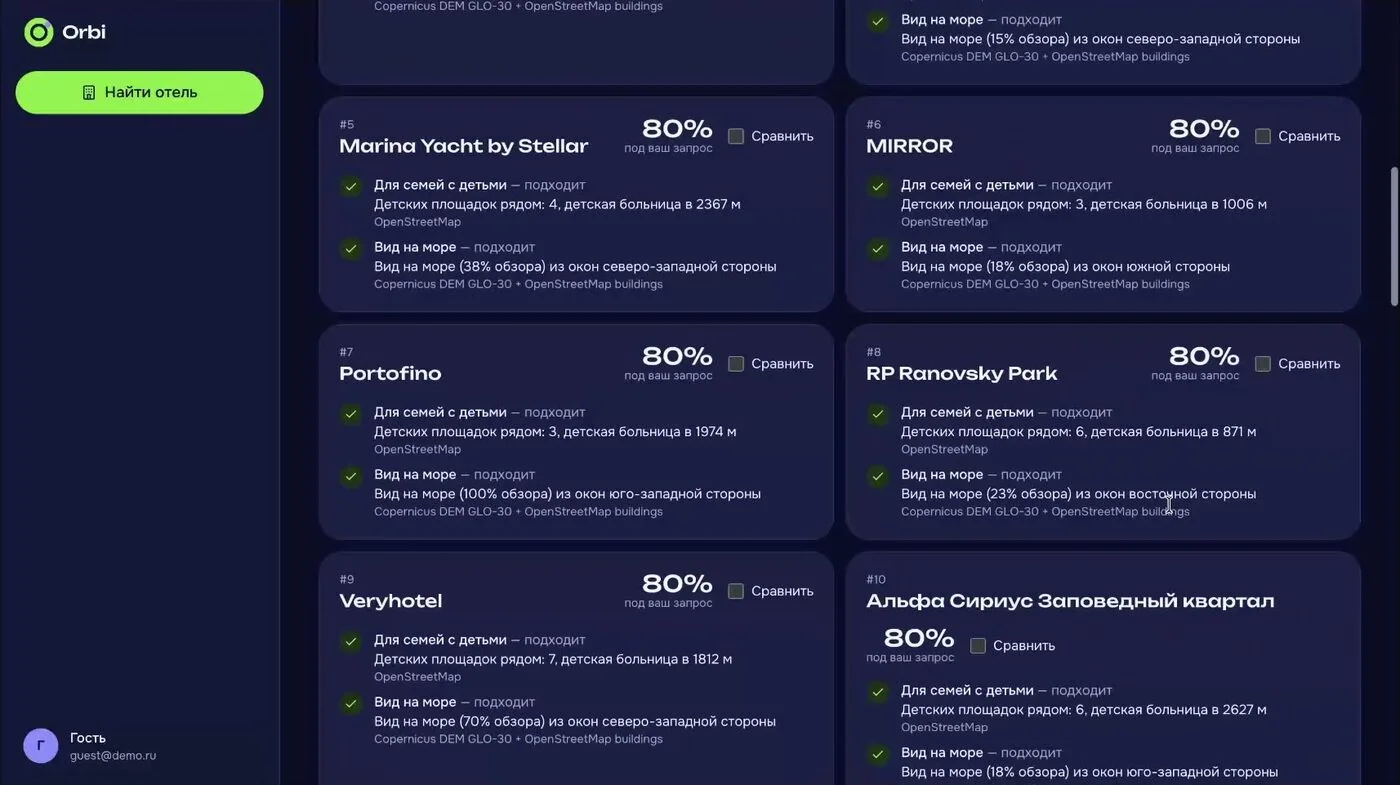 Orbi
Найти отель
Copernicus DEM GLO-30 + OpenStreetMap buildings
Вид на море — подходит
Вид на море (15% обзора) из окон северо-западной стороны
Copernicus DEM GLO-30 + OpenStreetMap buildings
#5
Marina Yacht by Stellar
80%
под ваш запрос
Сравнить
Для семей с детьми — подходит
Детских площадок рядом: 4, детская больница в 2367 м
OpenStreetMap
Вид на море — подходит
Вид на море (38% обзора) из окон северо-западной стороны
Copernicus DEM GLO-30 + OpenStreetMap buildings
#6
MIRROR
80%
под ваш запрос
Сравнить
Для семей с детьми — подходит
Детских площадок рядом: 3, детская больница в 1006 м
OpenStreetMap
Вид на море — подходит
Вид на море (18% обзора) из окон южной стороны
Copernicus DEM GLO-30 + OpenStreetMap buildings
#7
Portofino
80%
под ваш запрос
Сравнить
Для семей с детьми — подходит
Детских площадок рядом: 3, детская больница в 1974 м
OpenStreetMap
Вид на море — подходит
Вид на море (100% обзора) из окон юго-западной стороны
Copernicus DEM GLO-30 + OpenStreetMap buildings
#8
RP Ranovsky Park
80%
под ваш запрос
Сравнить
Для семей с детьми — подходит
Детских площадок рядом: 6, детская больница в 871 м
OpenStreetMap
Вид на море — подходит
Вид на море (23% обзора) из окон восточной стороны
Copernicus DEM GLO-30 + OpenStreetMap buildings
#9
Veryhotel
80%
под ваш запрос
Сравнить
Для семей с детьми — подходит
Детских площадок рядом: 7, детская больница в 1812 м
OpenStreetMap
Вид на море — подходит
Вид на море (70% обзора) из окон северо-западной стороны
Copernicus DEM GLO-30 + OpenStreetMap buildings
#10
Альфа Сириус Заповедный квартал
80%
под ваш запрос
Сравнить
Для семей с детьми — подходит
Детских площадок рядом: 6, детская больница в 2627 м
OpenStreetMap
Вид на море — подходит
Вид на море (18% обзора) из окон юго-западной стороны
Г
Гость
guest@demo.ru